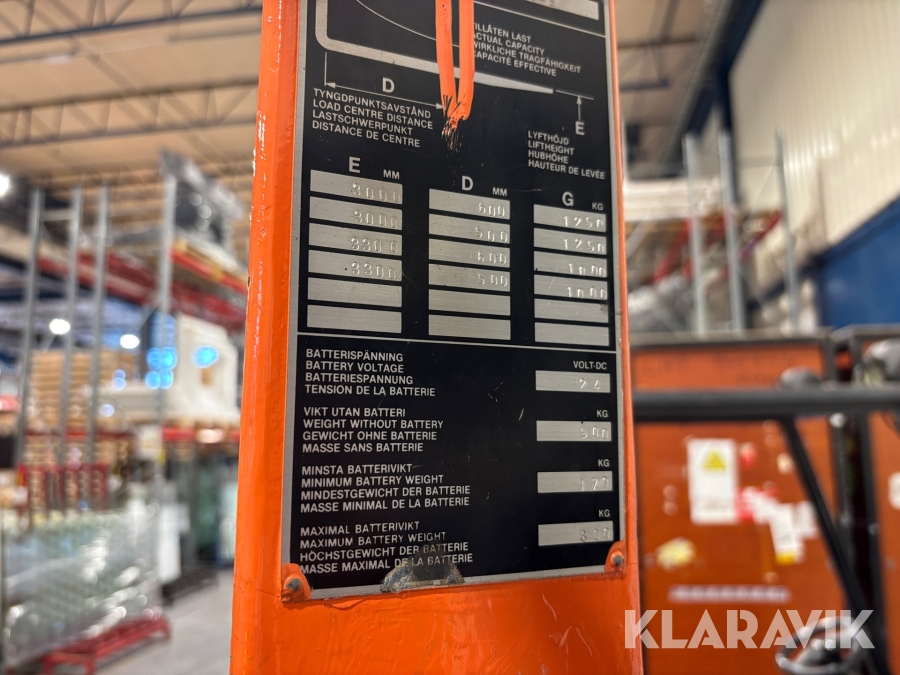 TILLÅTEN LAST
ACTUAL CAPACITY
WIRKLICHE TRAGFÄHIGKEIT
CAPACITÉ EFFECTIVE
D
E
TYNGDPUNKTSAVSTÅND
LOAD CENTRE DISTANCE
LASTSCHWERPUNKT
DISTANCE DE CENTRE
LYFTHÖJD
LIFTHEIGHT
HUBHÖHE
HAUTEUR DE LEVÉE
E MM D MM G KG
3000 600 1250
3000 500 1250
3300 600 1000
3300 500 1000
BATTERISPÄNNING
BATTERY VOLTAGE
BATTERIESPANNUNG
TENSION DE LA BATTERIE
VOLT-DC
24
VIKT UTAN BATTERI
WEIGHT WITHOUT BATTERY
GEWICHT OHNE BATTERIE
MASSE SANS BATTERIE
KG
500
MINSTA BATTERIVIKT
MINIMUM BATTERY WEIGHT
MINDESTGEWICHT DER BATTERIE
MASSE MINIMAL DE LA BATTERIE
KG
MAXIMAL BATTERIVIKT
MAXIMUM BATTERY WEIGHT
HÖCHSTGEWICHT DER BATTERIE
MASSE MAXIMAL DE LA BATTERIE
KG
KLARAVIK